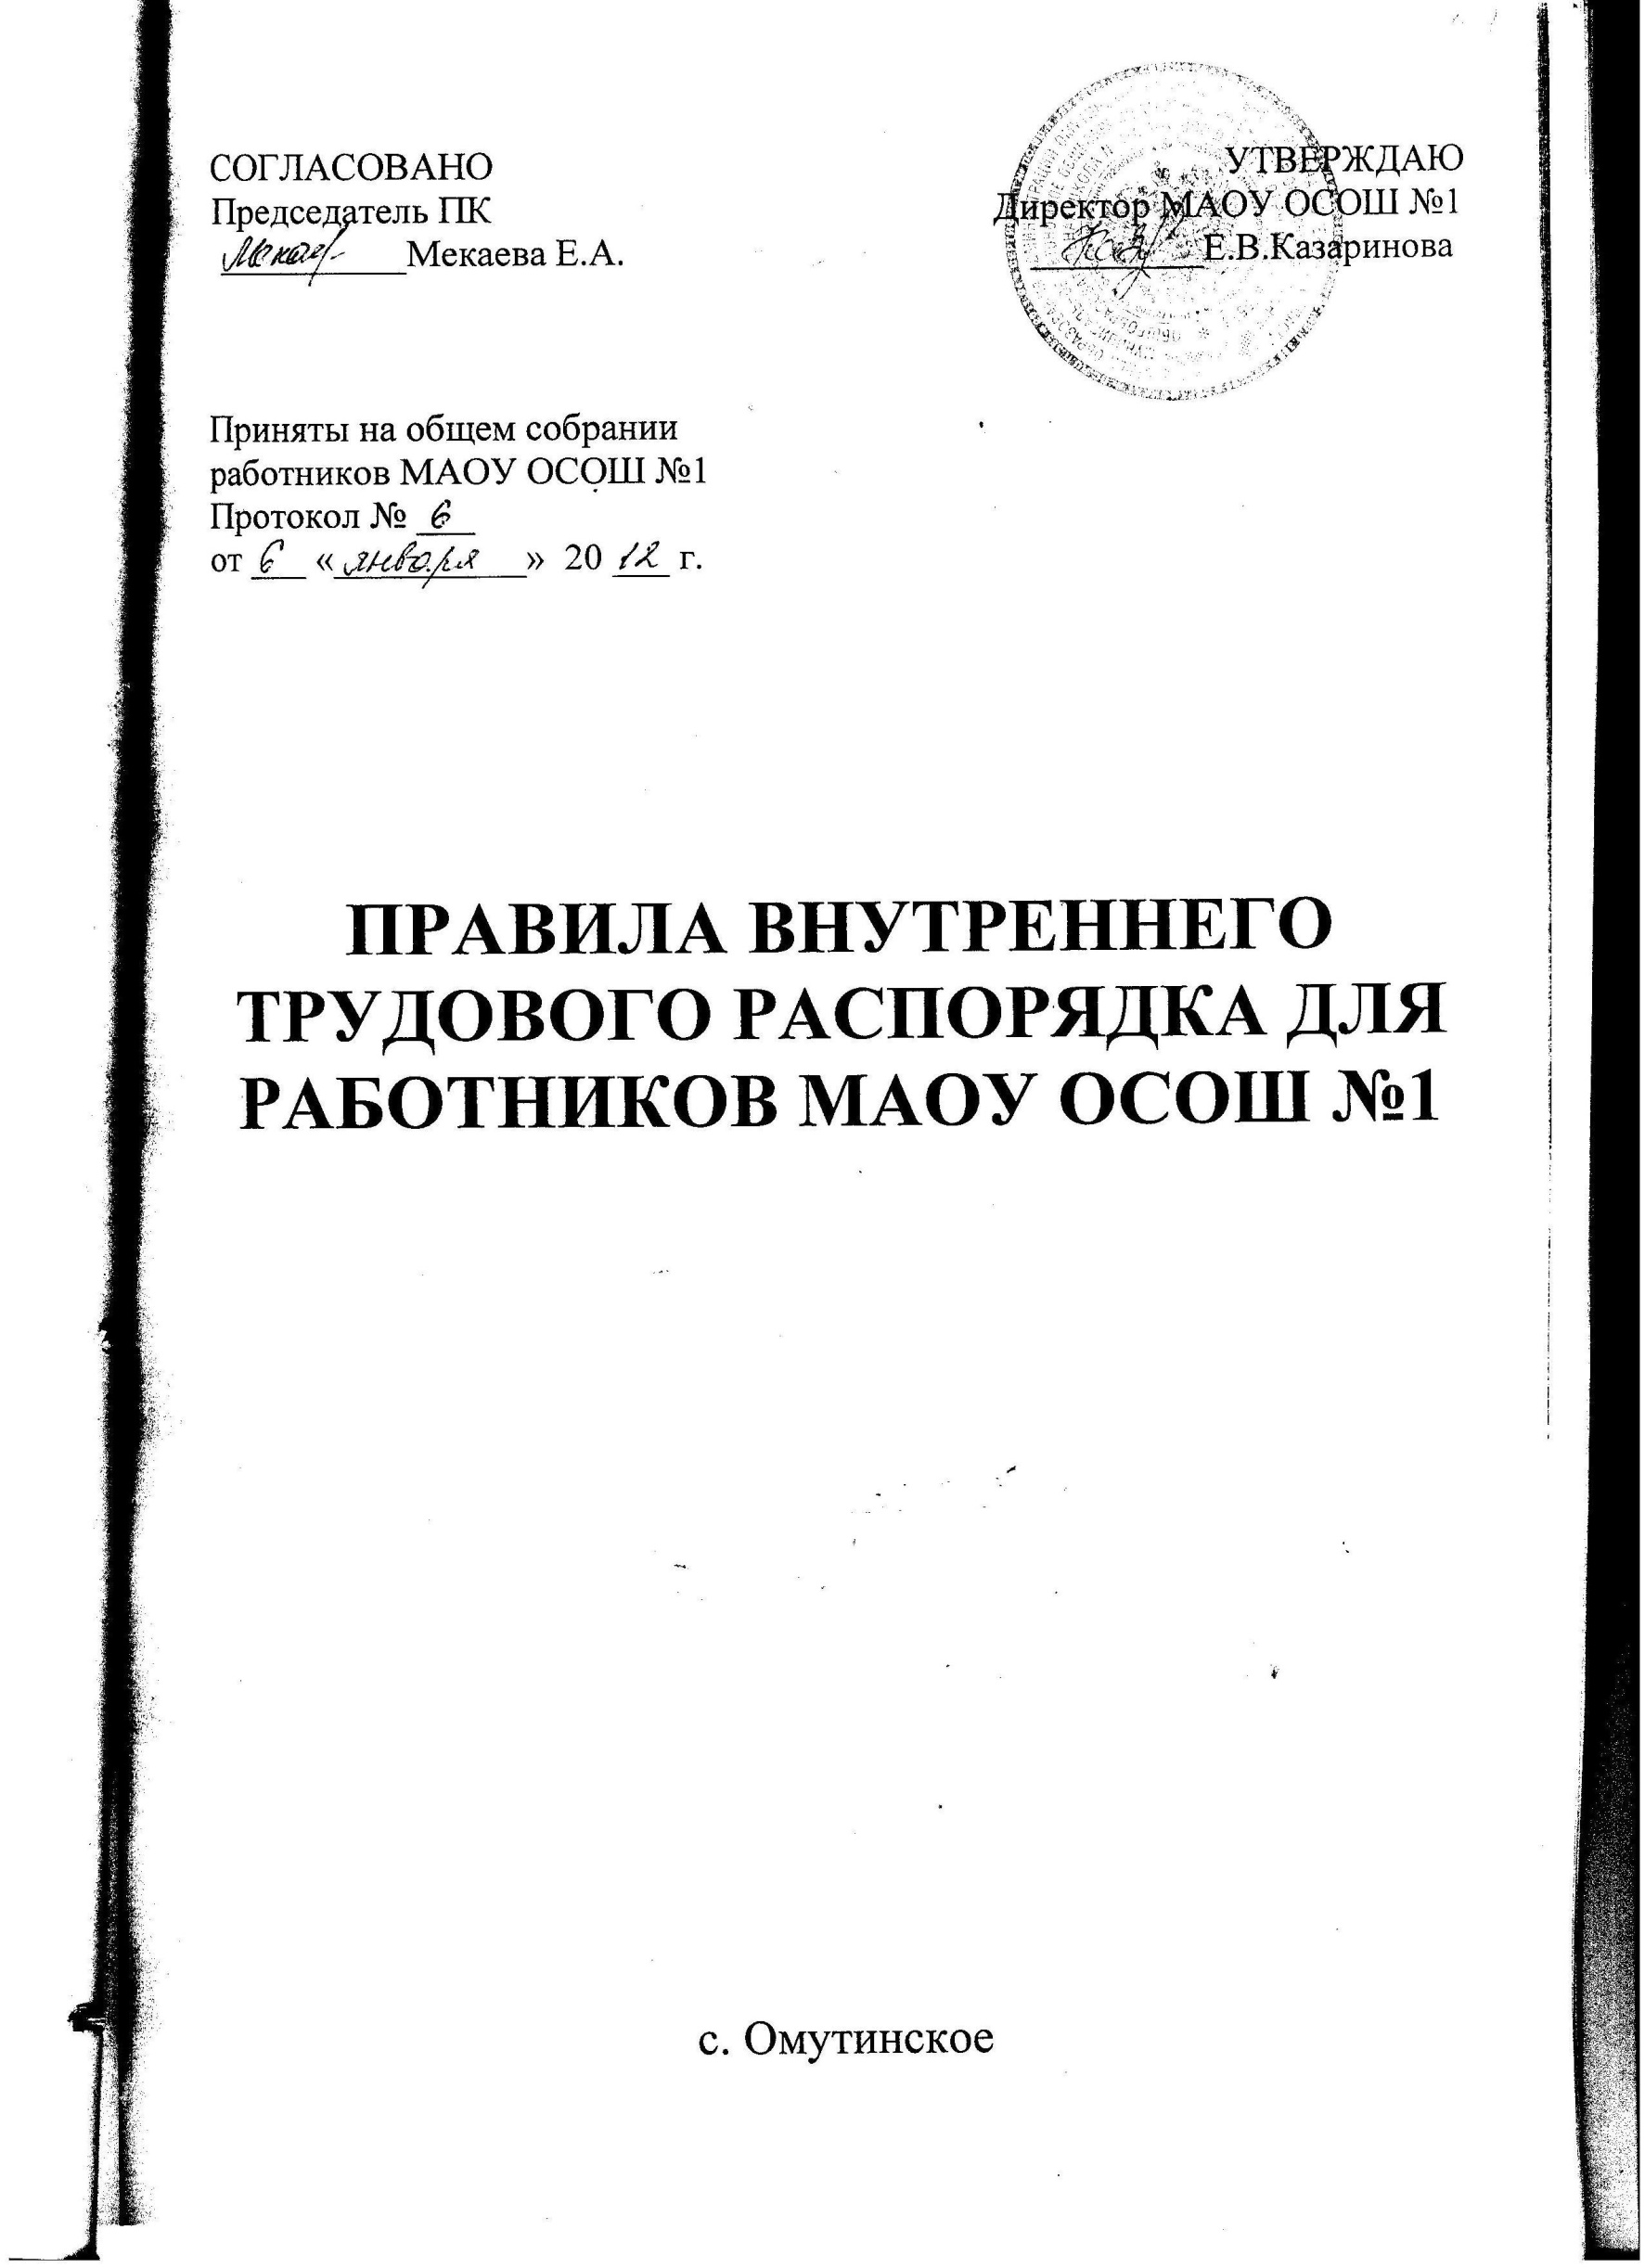 СОГЛАСОВАНО
Председатель ПК
Мекаева Е.А.
УТВЕРЖДАЮ
Директор МАОУ ОСОШ №1
Е.В.Казаринова
Приняты на общем собрании
работников МАОУ ОСОШ №1
Протокол № 6
от 6 « января » 20 12 г.
ПРАВИЛА ВНУТРЕННЕГО
ТРУДОВОГО РАСПОРЯДКА ДЛЯ
РАБОТНИКОВ МАОУ ОСОШ №1
с. Омутинское